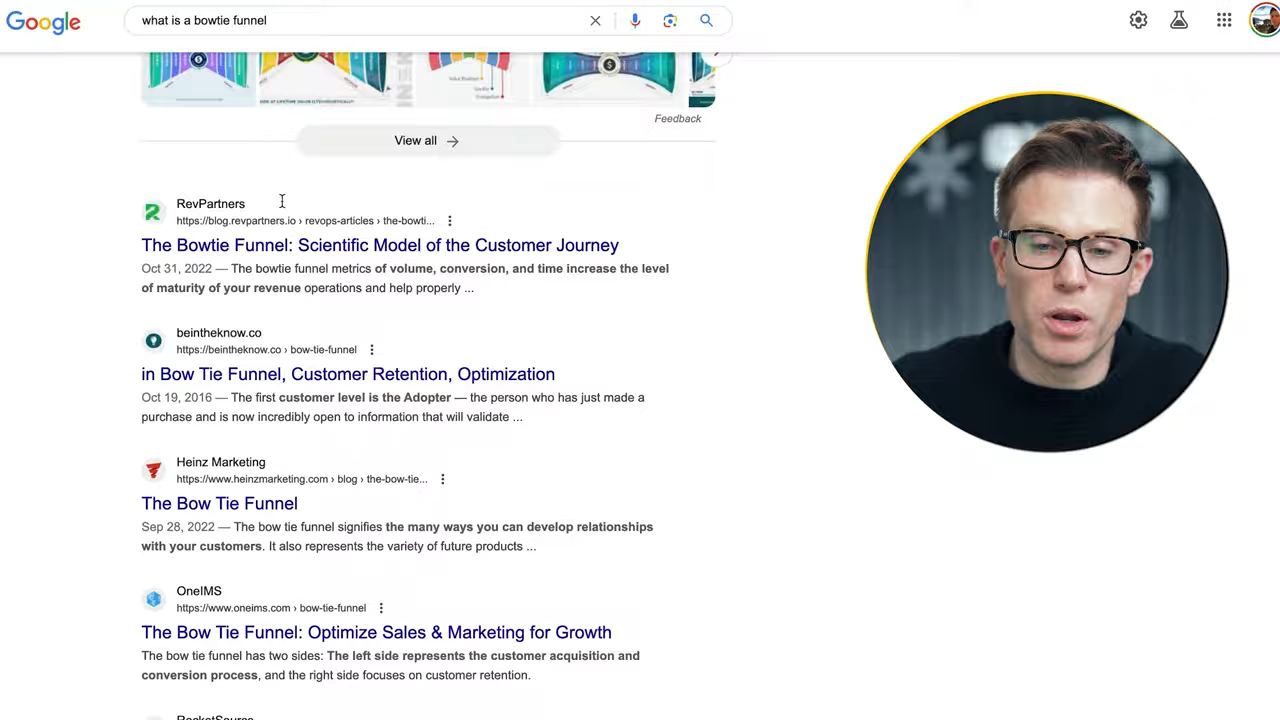 Google
what is a bowtie funnel
Feedback
View all
RevPartners
https://blog.revpartners.io › revops-articles › the-bowti...
The Bowtie Funnel: Scientific Model of the Customer Journey
Oct 31, 2022 — The bowtie funnel metrics of volume, conversion, and time increase the level
of maturity of your revenue operations and help properly ...
beintheknow.co
https://beintheknow.co › bow-tie-funnel
in Bow Tie Funnel, Customer Retention, Optimization
Oct 19, 2016 — The first customer level is the Adopter — the person who has just made a
purchase and is now incredibly open to information that will validate ...
Heinz Marketing
https://www.heinzmarketing.com › blog › the-bow-tie...
The Bow Tie Funnel
Sep 28, 2022 — The bow tie funnel signifies the many ways you can develop relationships
with your customers. It also represents the variety of future products ...
OneIMS
https://www.oneims.com › bow-tie-funnel
The Bow Tie Funnel: Optimize Sales & Marketing for Growth
The bow tie funnel has two sides: The left side represents the customer acquisition and
conversion process, and the right side focuses on customer retention.
RocketSource